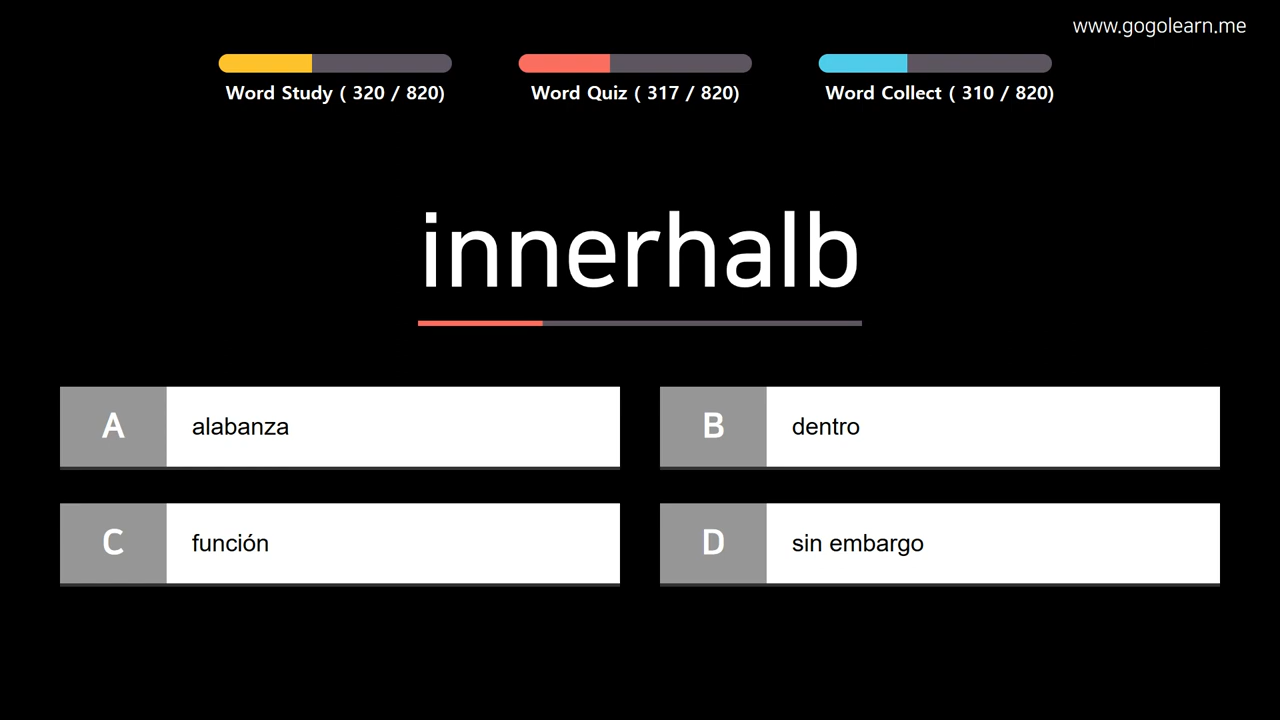 www.gogolearn.me
Word Study ( 320 / 820)
Word Quiz ( 317 / 820)
Word Collect ( 310 / 820)
innerhalb
A alabanza
B dentro
C función
D sin embargo